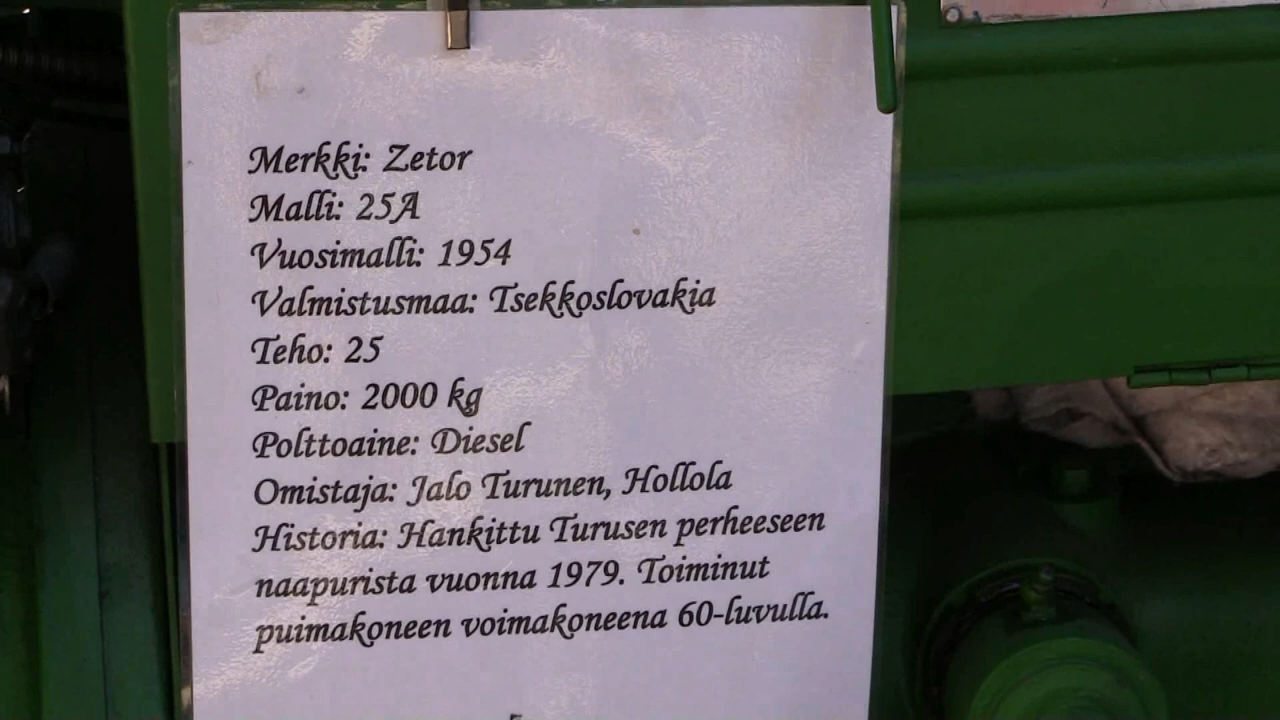 Merkki: Zetor
Malli: 25A
Vuosimalli: 1954
Valmistusmaa: Tsekkoslovakia
Teho: 25
Paino: 2000 kg
Polttoaine: Diesel
Omistaja: Jalo Turunen, Hollola
Historia: Hankittu Turusen perheeseen
naapurista vuonna 1979. Toiminut
puimakoneen voimakoneena 60-luvulla.